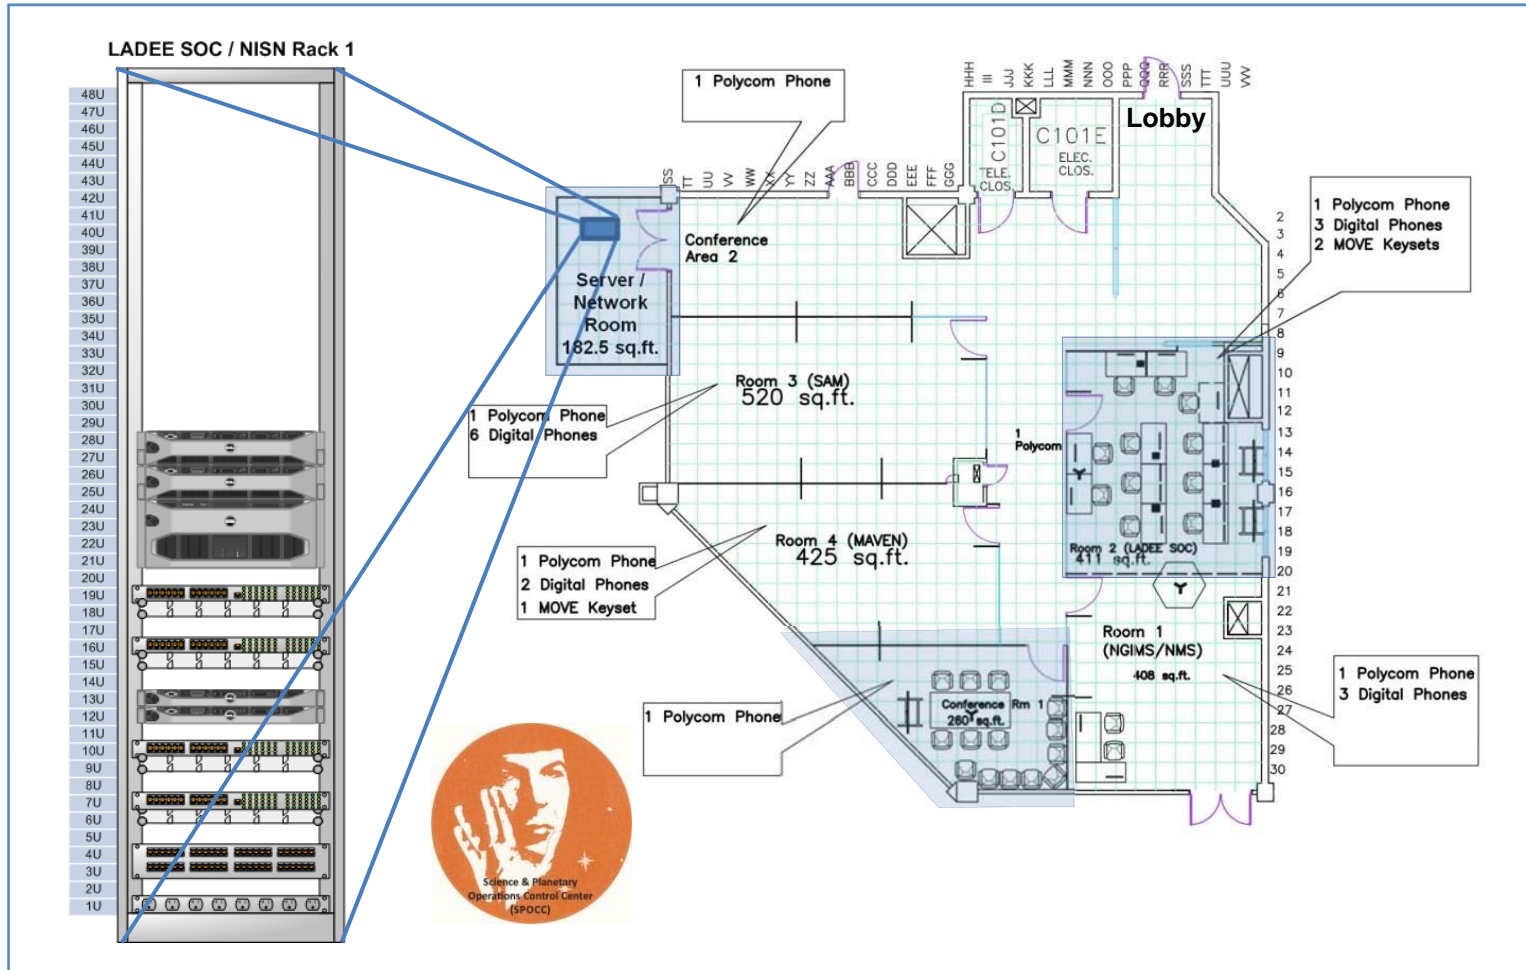 LADEE SOC / NISN Rack 1
48U
47U
46U
45U
44U
43U
42U
41U
40U
39U
38U
37U
36U
35U
34U
33U
32U
31U
30U
29U
28U
27U
26U
25U
24U
23U
22U
21U
20U
19U
18U
17U
16U
15U
14U
13U
12U
11U
10U
9U
8U
7U
6U
5U
4U
3U
2U
1U
1 Polycom Phone
HHH
III
JJJ
KKK
LLL
MMM
NNN
OOO
PPP
QQQ
RRR
SSS
TTT
UUU
VVV
Lobby
C101D
TELE.
CLOS.
C101E
ELEC.
CLOS.
SS
TT
UU
VV
WW
XX
YY
ZZ
AAA
BBB
CCC
DDD
EEE
FFF
GGG
1 Polycom Phone
3 Digital Phones
2 MOVE Keysets
Conference
Area 2
Server /
Network
Room
182.5 sq.ft.
2
3
4
5
6
7
8
9
10
11
12
13
14
15
16
17
18
19
20
21
22
23
24
25
26
27
28
29
30
Room 3 (SAM)
520 sq.ft.
1 Polycom Phone
6 Digital Phones
1
Polycom
Room 4 (MAVEN)
425 sq.ft.
1 Polycom Phone
2 Digital Phones
1 MOVE Keyset
Room 2 (LADEE SOC)
411 sq.ft.
Room 1
(NGIMS/NMS)
408 sq.ft.
1 Polycom Phone
3 Digital Phones
1 Polycom Phone
Conference Rm 1
260 sq.ft.
Science & Planetary
Operations Control Center
(SPOCC)